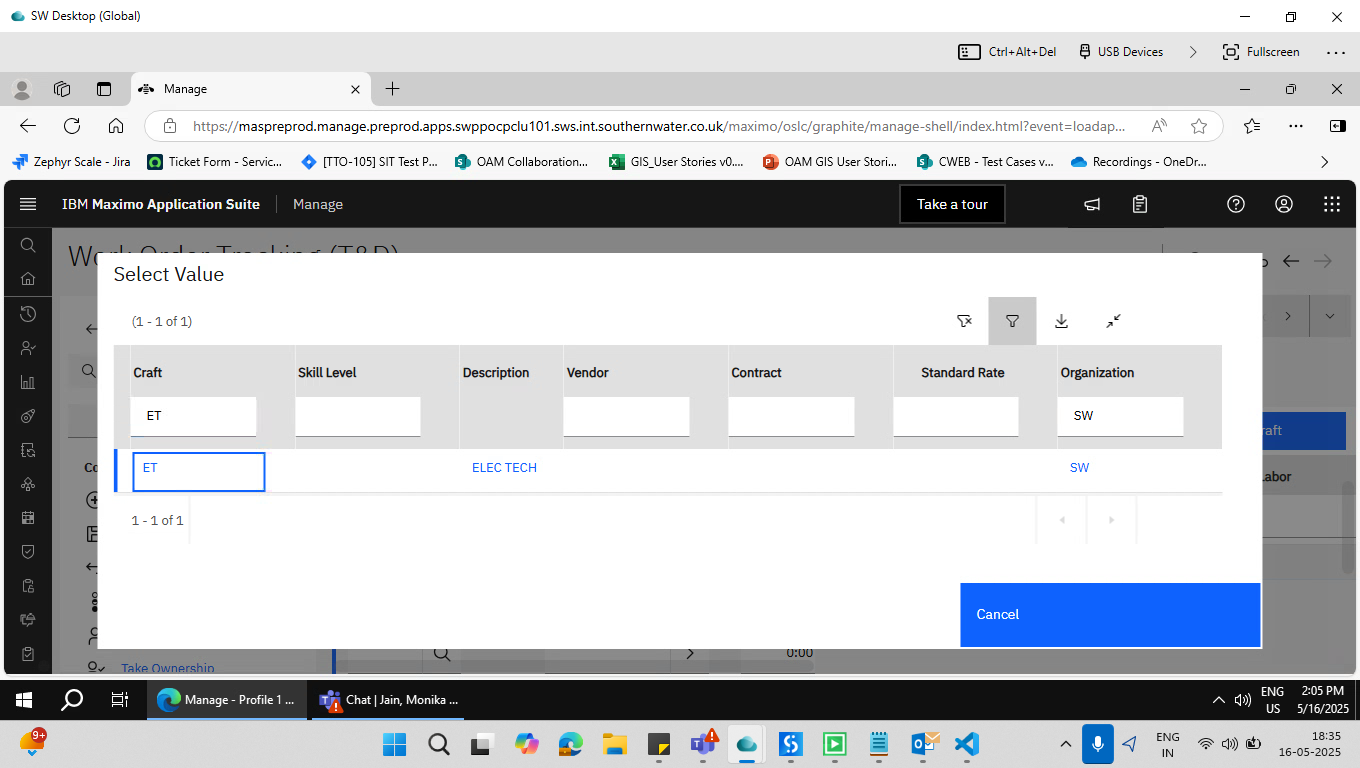 SW Desktop (Global)
Ctrl+Alt+Del
USB Devices
Fullscreen
Manage
https://maspreprod.manage.preprod.apps.swppocpclu101.sws.int.southernwater.co.uk/maximo/oslc/graphite/manage-shell/index.html?event=loadap...
Zephyr Scale - Jira
Ticket Form - Servic...
[TTO-105] SIT Test P...
OAM Collaboration...
GIS_User Stories v0....
OAM GIS User Stori...
CWEB - Test Cases v...
Recordings - OneDr...
IBM Maximo Application Suite
Manage
Take a tour
Work Order Tracking (T&D)
Select Value
(1 - 1 of 1)
Craft
Skill Level
Description
Vendor
Contract
Standard Rate
Organization
ET
SW
raft
ET
ELEC TECH
SW
Co
Labor
1 - 1 of 1
Cancel
0:00
Take Ownership
Manage - Profile 1 ...
Chat | Jain, Monika ...
ENG
US
2:05 PM
5/16/2025
9+
ENG
IN
18:35
16-05-2025